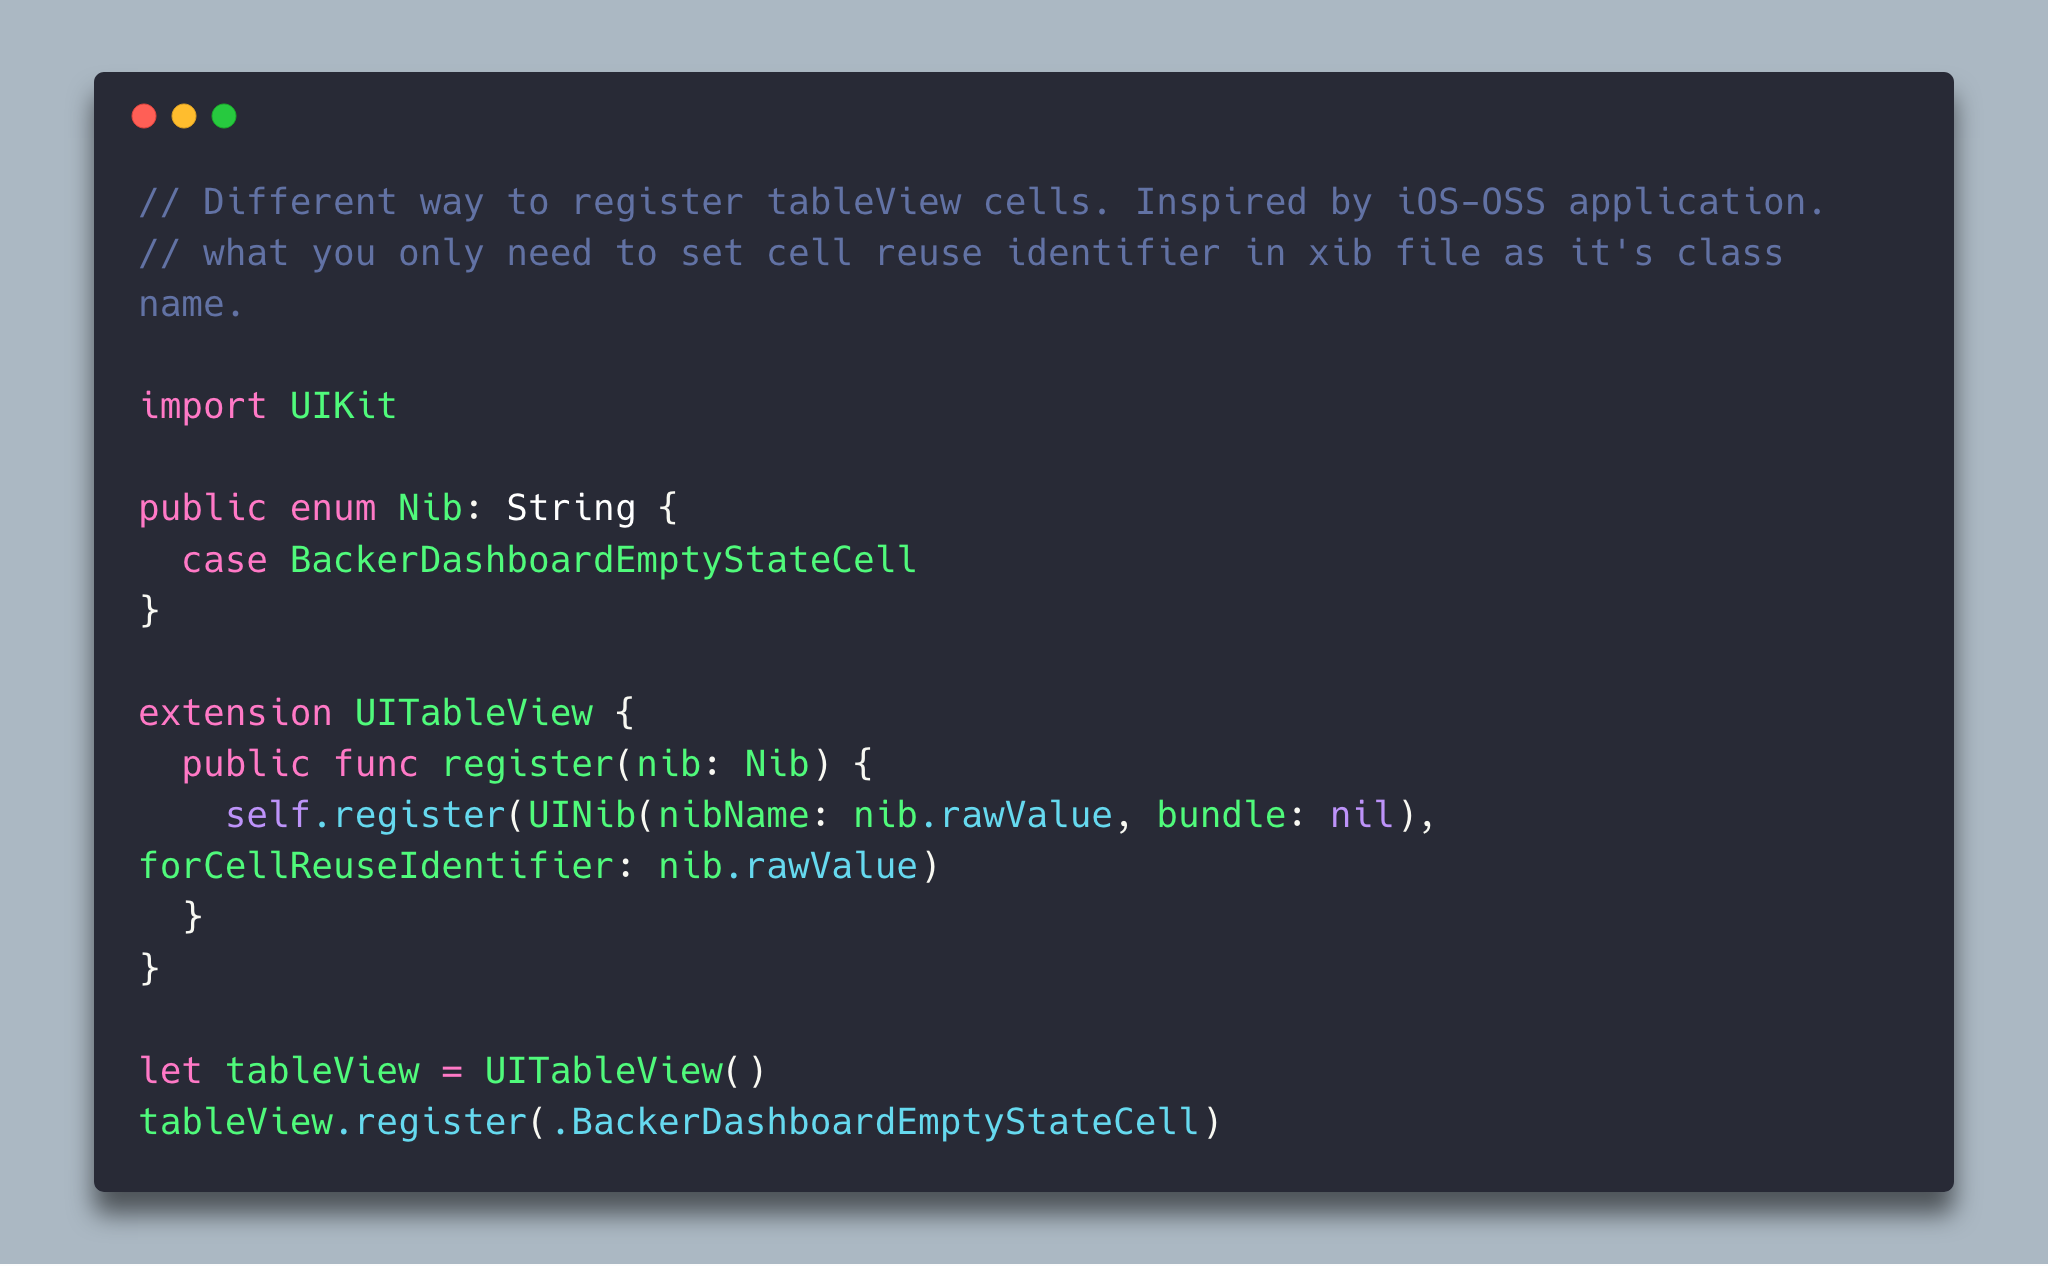 // Different way to register tableView cells. Inspired by iOS-OSS application.
// what you only need to set cell reuse identifier in xib file as it's class
name.
import UIKit
public enum Nib: String {
  case BackerDashboardEmptyStateCell
}
extension UITableView {
  public func register(nib: Nib) {
    self.register(UINib(nibName: nib.rawValue, bundle: nil),
forCellReuseIdentifier: nib.rawValue)
  }
}
let tableView = UITableView()
tableView.register(.BackerDashboardEmptyStateCell)